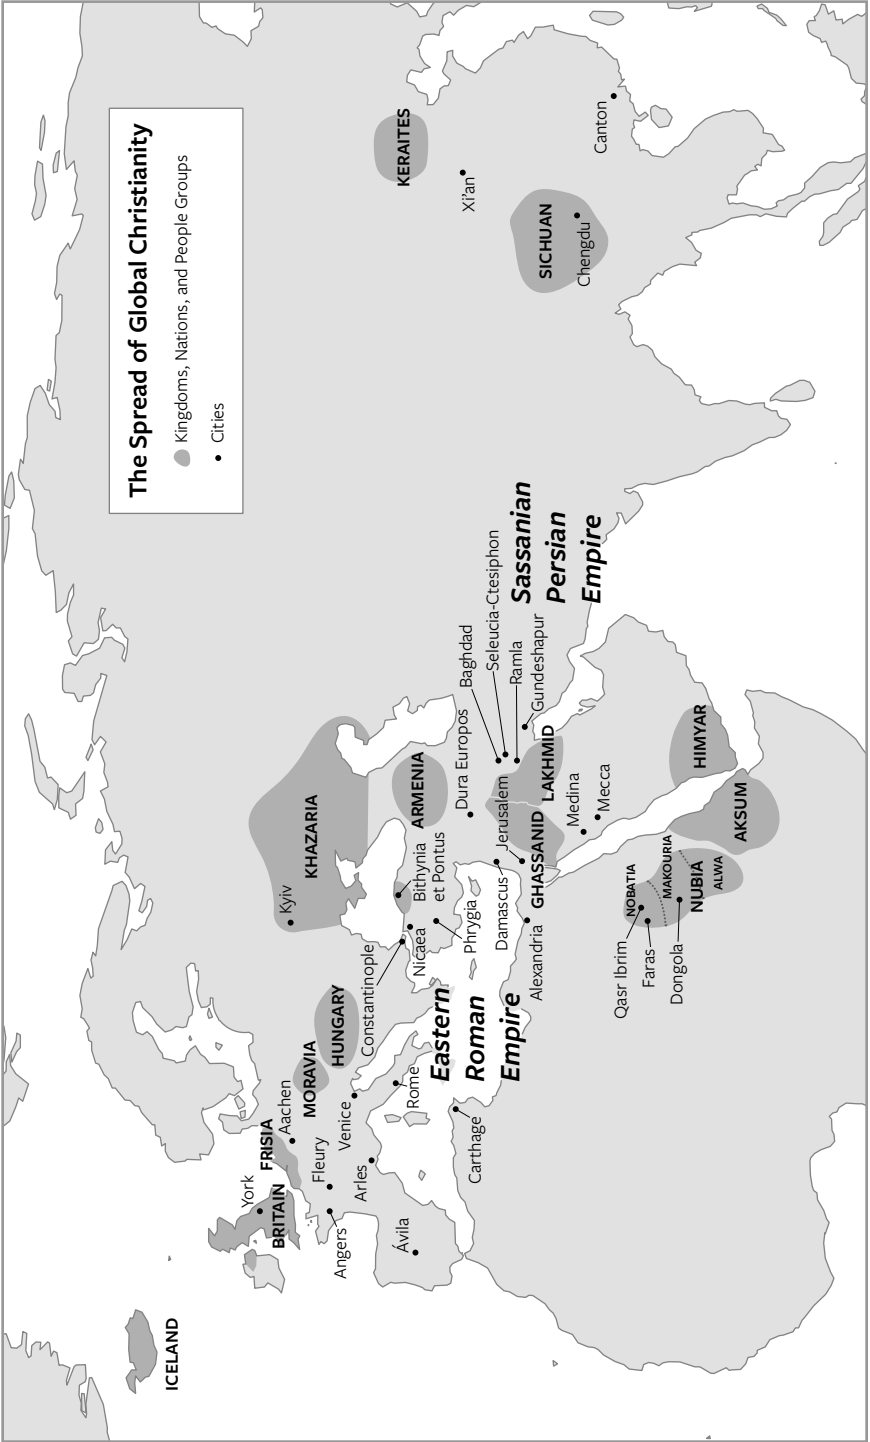 The Spread of Global Christianity
Kingdoms, Nations, and People Groups
Cities
ICELAND
York
BRITAIN
FRISIA
Aachen
Fleury
Angers
MORAVIA
HUNGARY
Venice
Arles
Ávila
Rome
Carthage
Kyiv
KHAZARIA
Constantinople
Nicaea
Bithynia
et Pontus
Phrygia
ARMENIA
Eastern
Roman
Empire
Dura Europos
Baghdad
Seleucia-Ctesiphon
Ramla
Gundeshapur
Sassanian
Persian
Empire
Damascus
Jerusalem
Alexandria
GHASSANID
LAKHMID
Medina
Mecca
Qasr Ibrim
Faras
Dongola
NOBATIA
MAKOURIA
NUBIA
ALWA
AKSUM
HIMYAR
KERAITES
Xi’an
SICHUAN
Chengdu
Canton